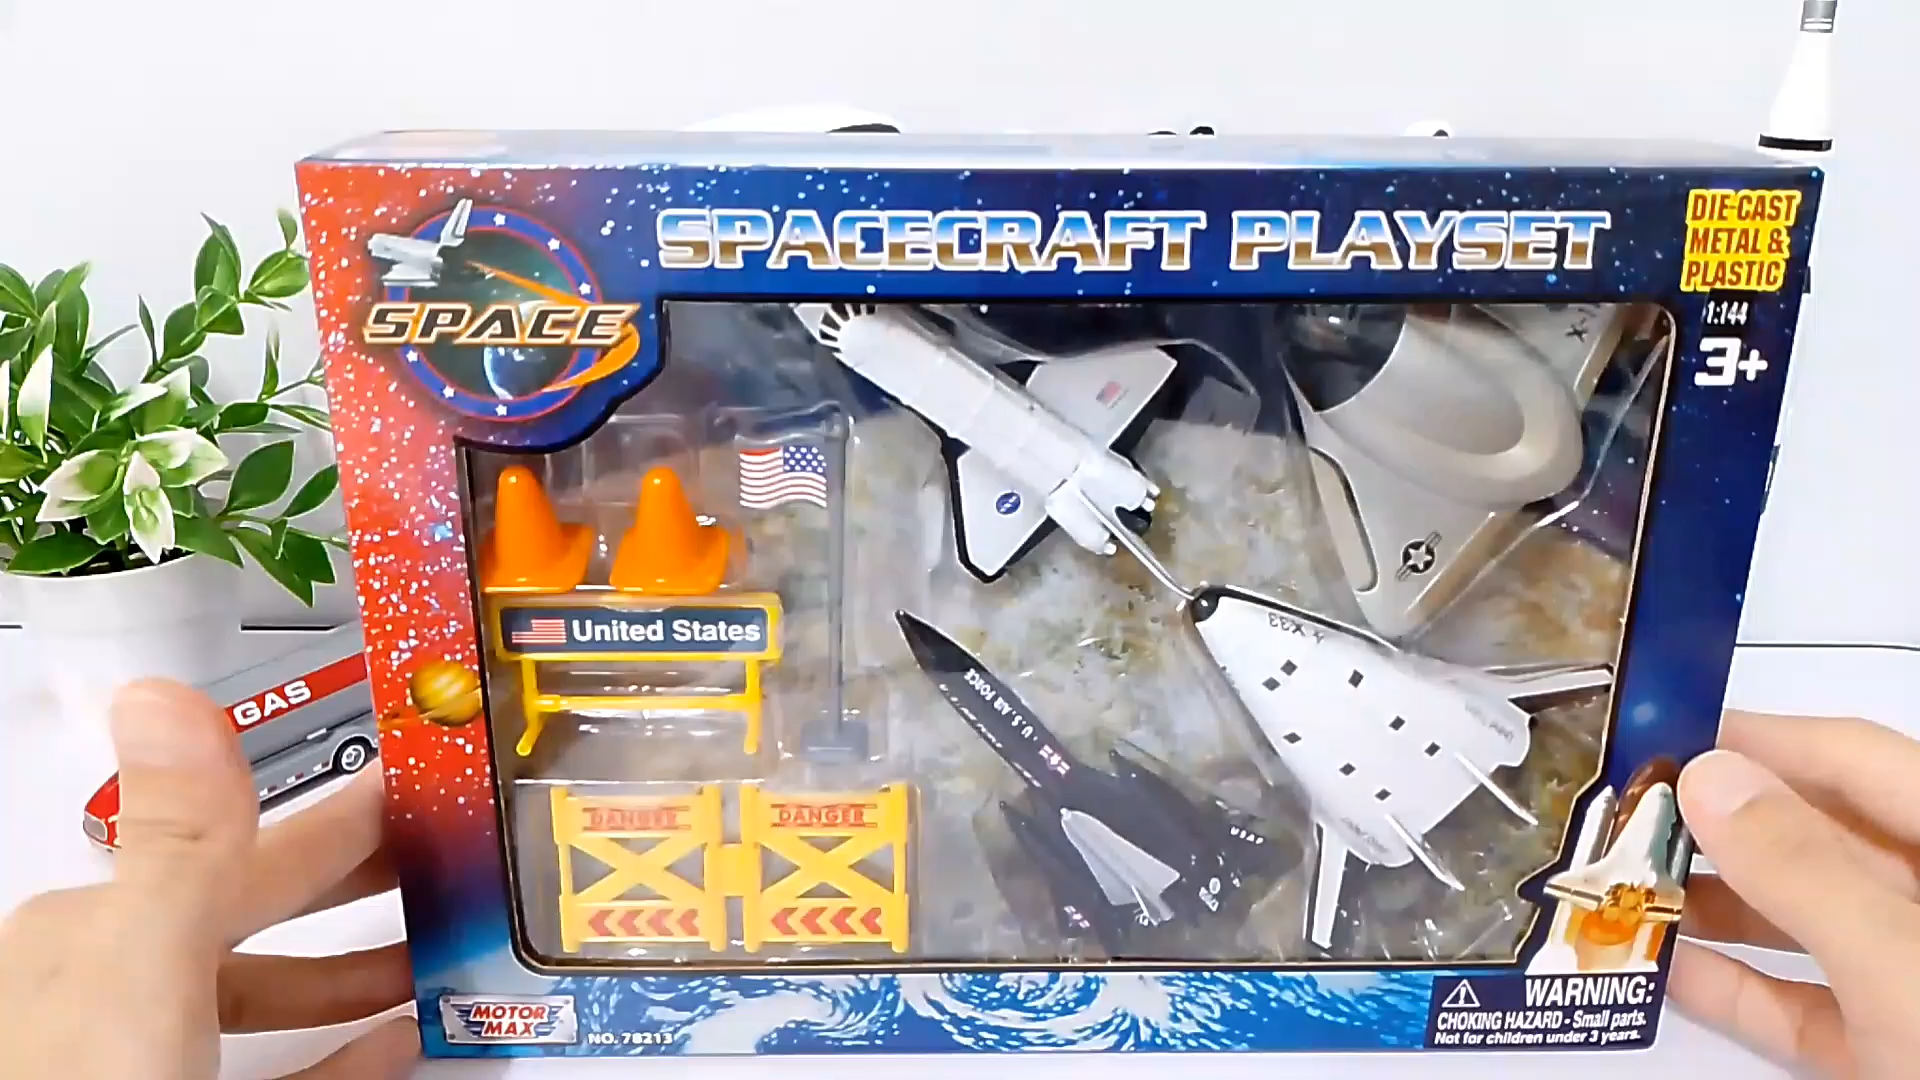 SPACECRAFT PLAYSET
DIE-CAST
METAL &
PLASTIC
1:144
3+
SPACE
United States
X33
U.S. AIR FORCE
USAF
DANGER
DANGER
GAS
MOTOR
MAX
NO. 78213
WARNING:
CHOKING HAZARD - Small parts.
Not for children under 3 years.